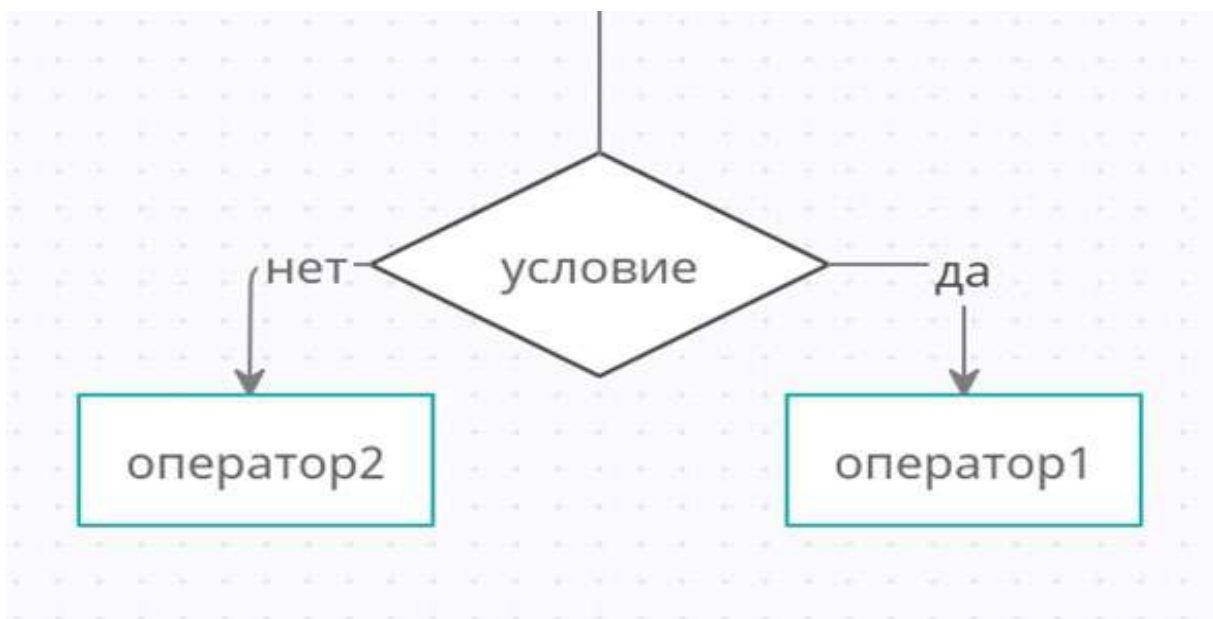 условие
нет
да
оператор2
оператор1